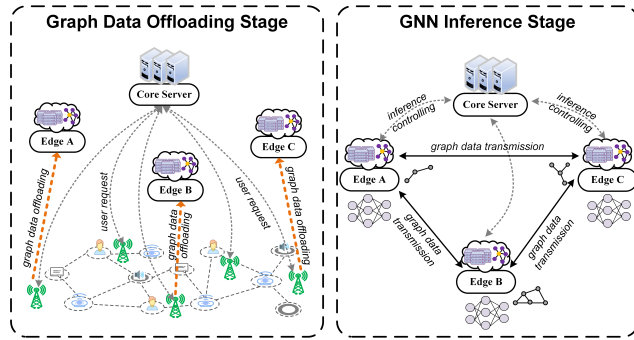 Graph Data Offloading Stage
Core Server
Edge A
Edge B
Edge C
graph data offloading
user request
graph data
offloading
user request
graph data offloading
GNN Inference Stage
Core Server
inference
controlling
inference
controlling
graph data transmission
Edge A
Edge C
graph data
transmission
graph data
transmission
Edge B